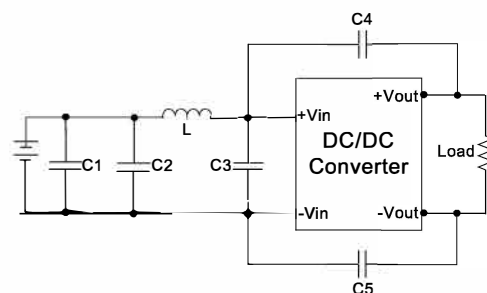 C4
+Vout
+Vin
L
DC/DC
Converter
Load
C1
C2
C3
-Vin
-Vout
C5